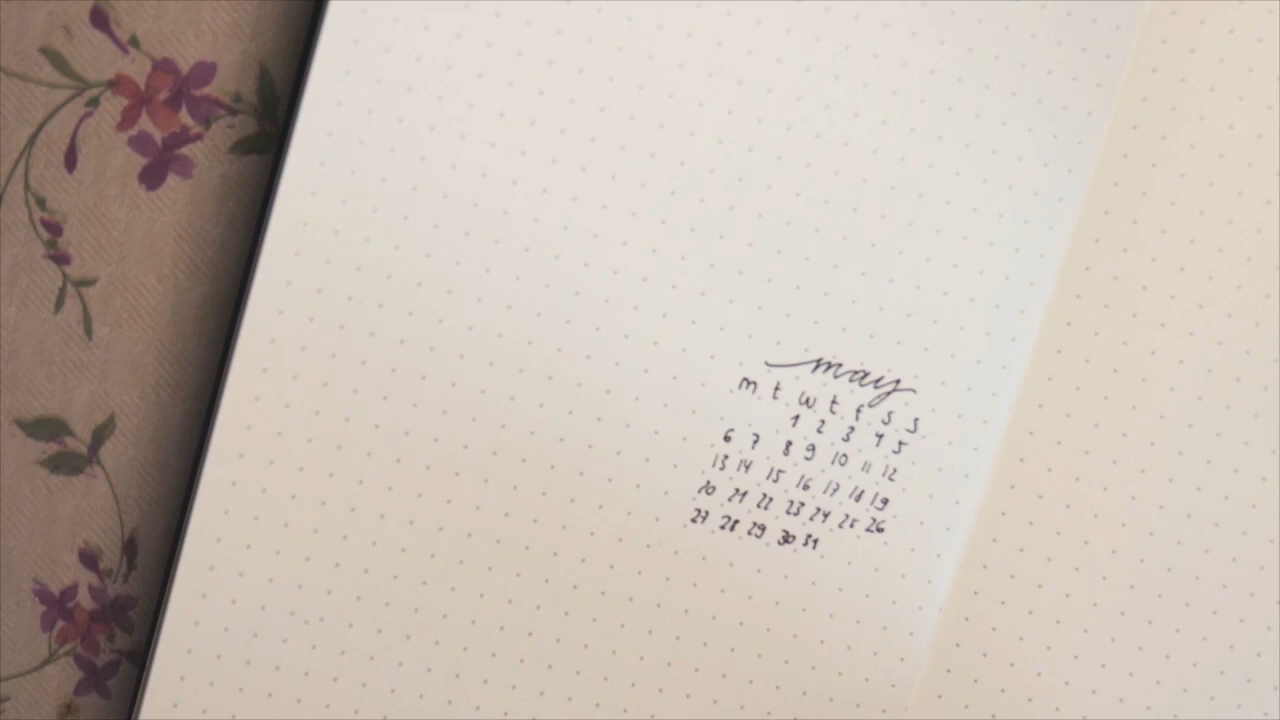 may
m t w t f s s
1 2 3 4 5
6 7 8 9 10 11 12
13 14 15 16 17 18 19
20 21 22 23 24 25 26
27 28 29 30 31